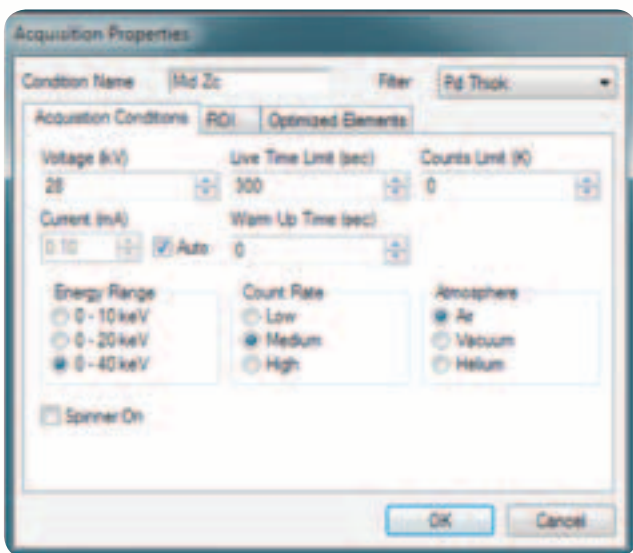 Acquisition Properties
Condition Name Mid Zc Filter Pd Thick
Acquisition Conditions ROI Optimized Elements
Voltage (kV) Live Time Limit (sec) Counts Limit (K)
28 300 0
Current (mA) Warm Up Time (sec)
0.10 Auto 0
Energy Range Count Rate Atmosphere
0 - 10 keV Low Air
0 - 20 keV Medium Vacuum
0 - 40 keV High Helium
Spinner On
OK Cancel